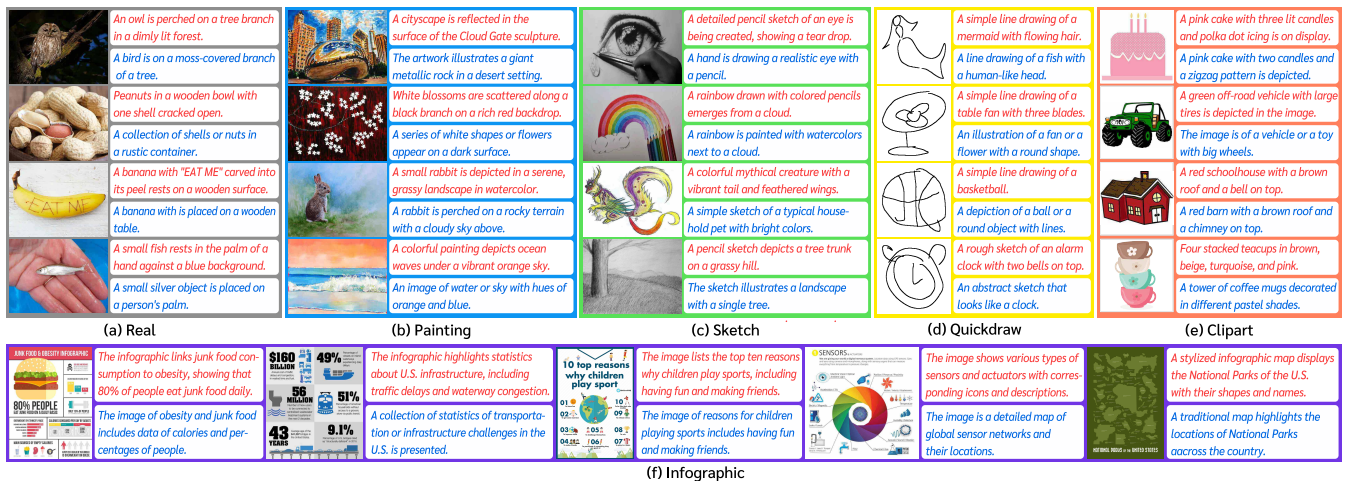 An owl is perched on a tree branch
in a dimly lit forest.
A bird is on a moss-covered branch
of a tree.
Peanuts in a wooden bowl with
one shell cracked open.
A collection of shells or nuts in
a rustic container.
A banana with "EAT ME" carved into
its peel rests on a wooden surface.
A banana with is placed on a wooden
table.
EAT ME
A small fish rests in the palm of a
hand against a blue background.
A small silver object is placed on
a person's palm.
(a) Real
A cityscape is reflected in the
surface of the Cloud Gate sculpture.
The artwork illustrates a giant
metallic rock in a desert setting.
White blossoms are scattered along a
black branch on a rich red backdrop.
A series of white shapes or flowers
appear on a dark surface.
A small rabbit is depicted in a serene,
grassy landscape in watercolor.
A rabbit is perched on a rocky terrain
with a cloudy sky above.
A colorful painting depicts ocean
waves under a vibrant orange sky.
An image of water or sky with hues of
orange and blue.
(b) Painting
A detailed pencil sketch of an eye is
being created, showing a tear drop.
A hand is drawing a realistic eye with
a pencil.
A rainbow drawn with colored pencils
emerges from a cloud.
A rainbow is painted with watercolors
next to a cloud.
A colorful mythical creature with a
vibrant tail and feathered wings.
A simple sketch of a typical house-
hold pet with bright colors.
A pencil sketch depicts a tree trunk
on a grassy hill.
The sketch illustrates a landscape
with a single tree.
(c) Sketch
A simple line drawing of a
mermaid with flowing hair.
A line drawing of a fish with
a human-like head.
A simple line drawing of a
table fan with three blades.
An illustration of a fan or a
flower with a round shape.
A simple line drawing of a
basketball.
A depiction of a ball or a
round object with lines.
A rough sketch of an alarm
clock with two bells on top.
An abstract sketch that
looks like a clock.
(d) Quickdraw
A pink cake with three lit candles
and polka dot icing is on display.
A pink cake with two candles and
a zigzag pattern is depicted.
A green off-road vehicle with large
tires is depicted in the image.
The image is of a vehicle or a toy
with big wheels.
A red schoolhouse with a brown
roof and a bell on top.
A red barn with a brown roof and
a chimney on top.
Four stacked teacups in brown,
beige, turquoise, and pink.
A tower of coffee mugs decorated
in different pastel shades.
(e) Clipart
JUNK FOOD & OBESITY INFOGRAPHIC
80% PEOPLE
The infographic links junk food con-
sumption to obesity, showing that
80% of people eat junk food daily.
The image of obesity and junk food
includes data of calories and per-
centages of people.
$160
BILLION
49%
56
MILLION
51%
43
YEARS
9.1%
The infographic highlights statistics
about U.S. infrastructure, including
traffic delays and waterway congestion.
A collection of statistics of transporta-
tion or infrastructure challenges in the
U.S. is presented.
10 top reasons
why children
play sport
The image lists the top ten reasons
why children play sports, including
having fun and making friends.
The image of reasons for children
playing sports includes having fun
and making friends.
SENSORS
The image shows various types of
sensors and actuators with corres-
ponding icons and descriptions.
The image is a detailed map of
global sensor networks and
their locations.
NATIONAL PARKS OF THE UNITED STATES
A stylized infographic map displays
the National Parks of the U.S.
with their shapes and names.
A traditional map highlights the
locations of National Parks
aacross the country.
(f) Infographic